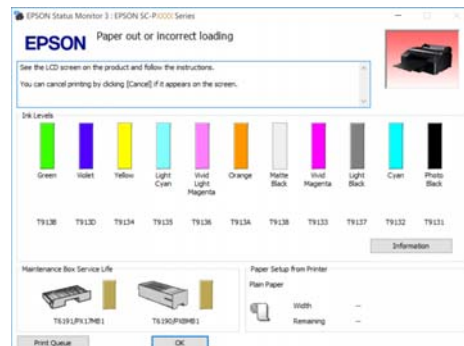 EPSON Status Monitor 3 : EPSON SC-PXXXX Series
EPSON
Paper out or incorrect loading
See the LCD screen on the product and follow the instructions.
You can cancel printing by clicking [Cancel] if it appears on the screen.
Ink Levels
Green Violet Yellow Light Cyan Vivid Light Magenta Orange Matte Black Vivid Magenta Light Black Cyan Photo Black
T913B T913D T9134 T9135 T9136 T913A T9138 T9133 T9137 T9132 T9131
Information
Maintenance Box Service Life
T6191/PX17MB1 T6190/PX8MB1
Paper Setup from Printer
Plain Paper
Width --
Remaining --
Print Queue OK